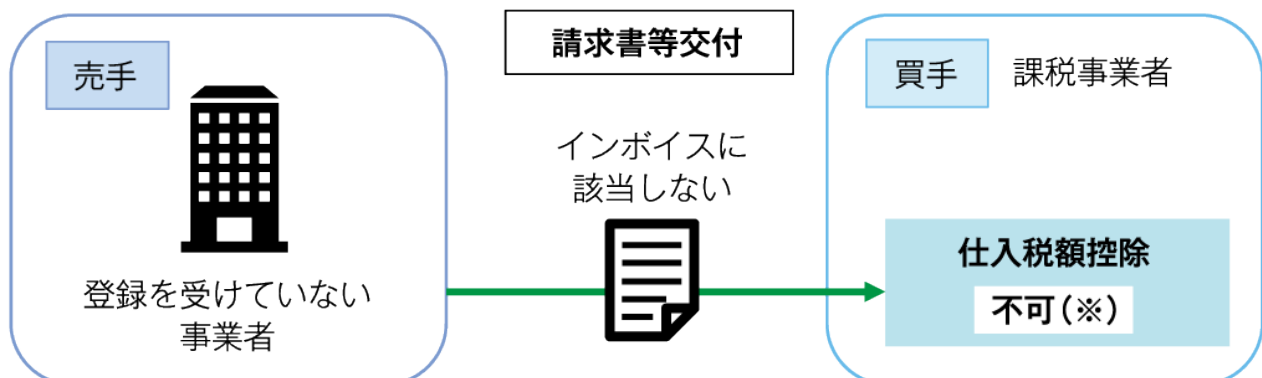 売手
登録を受けていない
事業者
請求書等交付
インボイスに
該当しない
買手
課税事業者
仕入税額控除
不可(※)